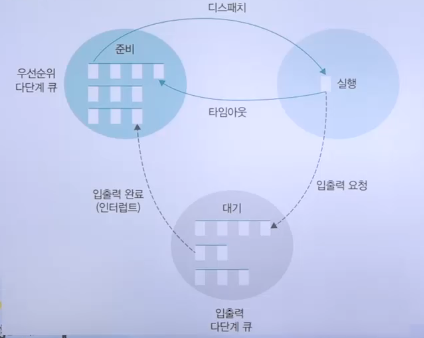 디스패치
준비
우선순위
다단계 큐
실행
타임아웃
입출력 요청
입출력 완료
(인터럽트)
대기
입출력
다단계 큐